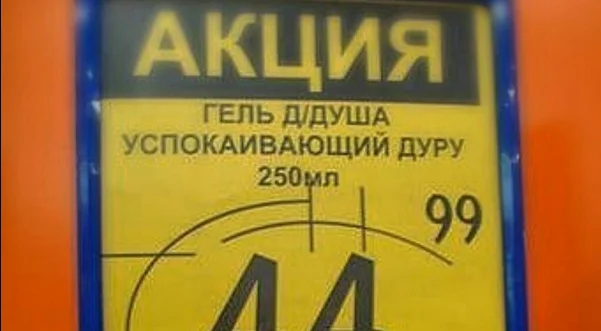 АКЦИЯ
ГЕЛЬ Д/ДУША
УСПОКАИВАЮЩИЙ ДУРУ
250мл
44 99